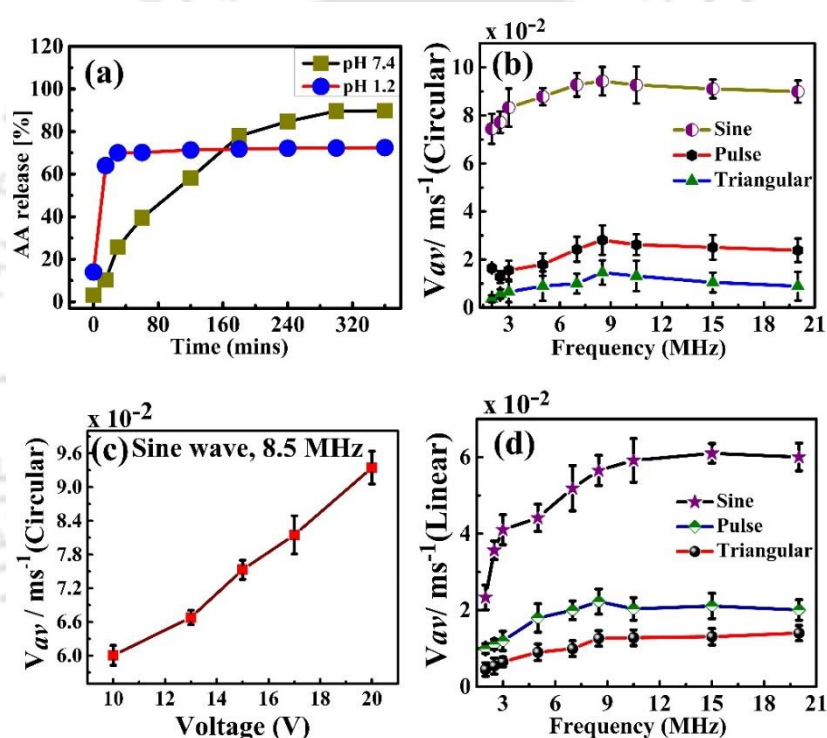 (a)
pH 7.4
pH 1.2
120
100
80
60
40
20
0
AA release [%]
0 80 160 240 320
Time (mins)
x 10-2
(b)
10
8
6
4
2
0
Vav/ ms-1(Circular)
Sine
Pulse
Triangular
3 6 9 12 15 18 21
Frequency (MHz)
x 10-2
(c) Sine wave, 8.5 MHz
9.6
9.0
8.4
7.8
7.2
6.6
6.0
Vav / ms-1(Circular)
10 12 14 16 18 20
Voltage (V)
x 10-2
(d)
6
4
2
0
Vav/ ms-1(Linear)
Sine
Pulse
Triangular
3 6 9 12 15 18 21
Frequency (MHz)